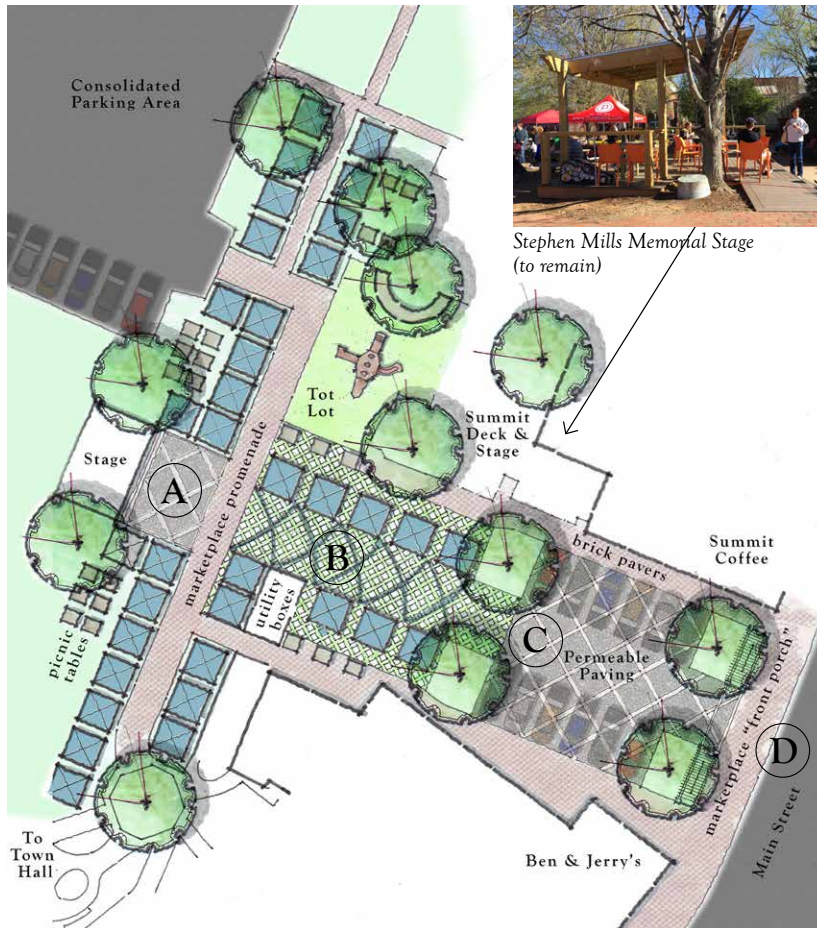 Consolidated
Parking Area
Stephen Mills Memorial Stage
(to remain)
Tot
Lot
Summit
Deck &
Stage
Stage
A
marketplace promenade
B
brick pavers
Summit
Coffee
utility
boxes
picnic
tables
C
Permeable
Paving
marketplace "front porch"
D
To
Town
Hall
Ben & Jerry's
Main Street